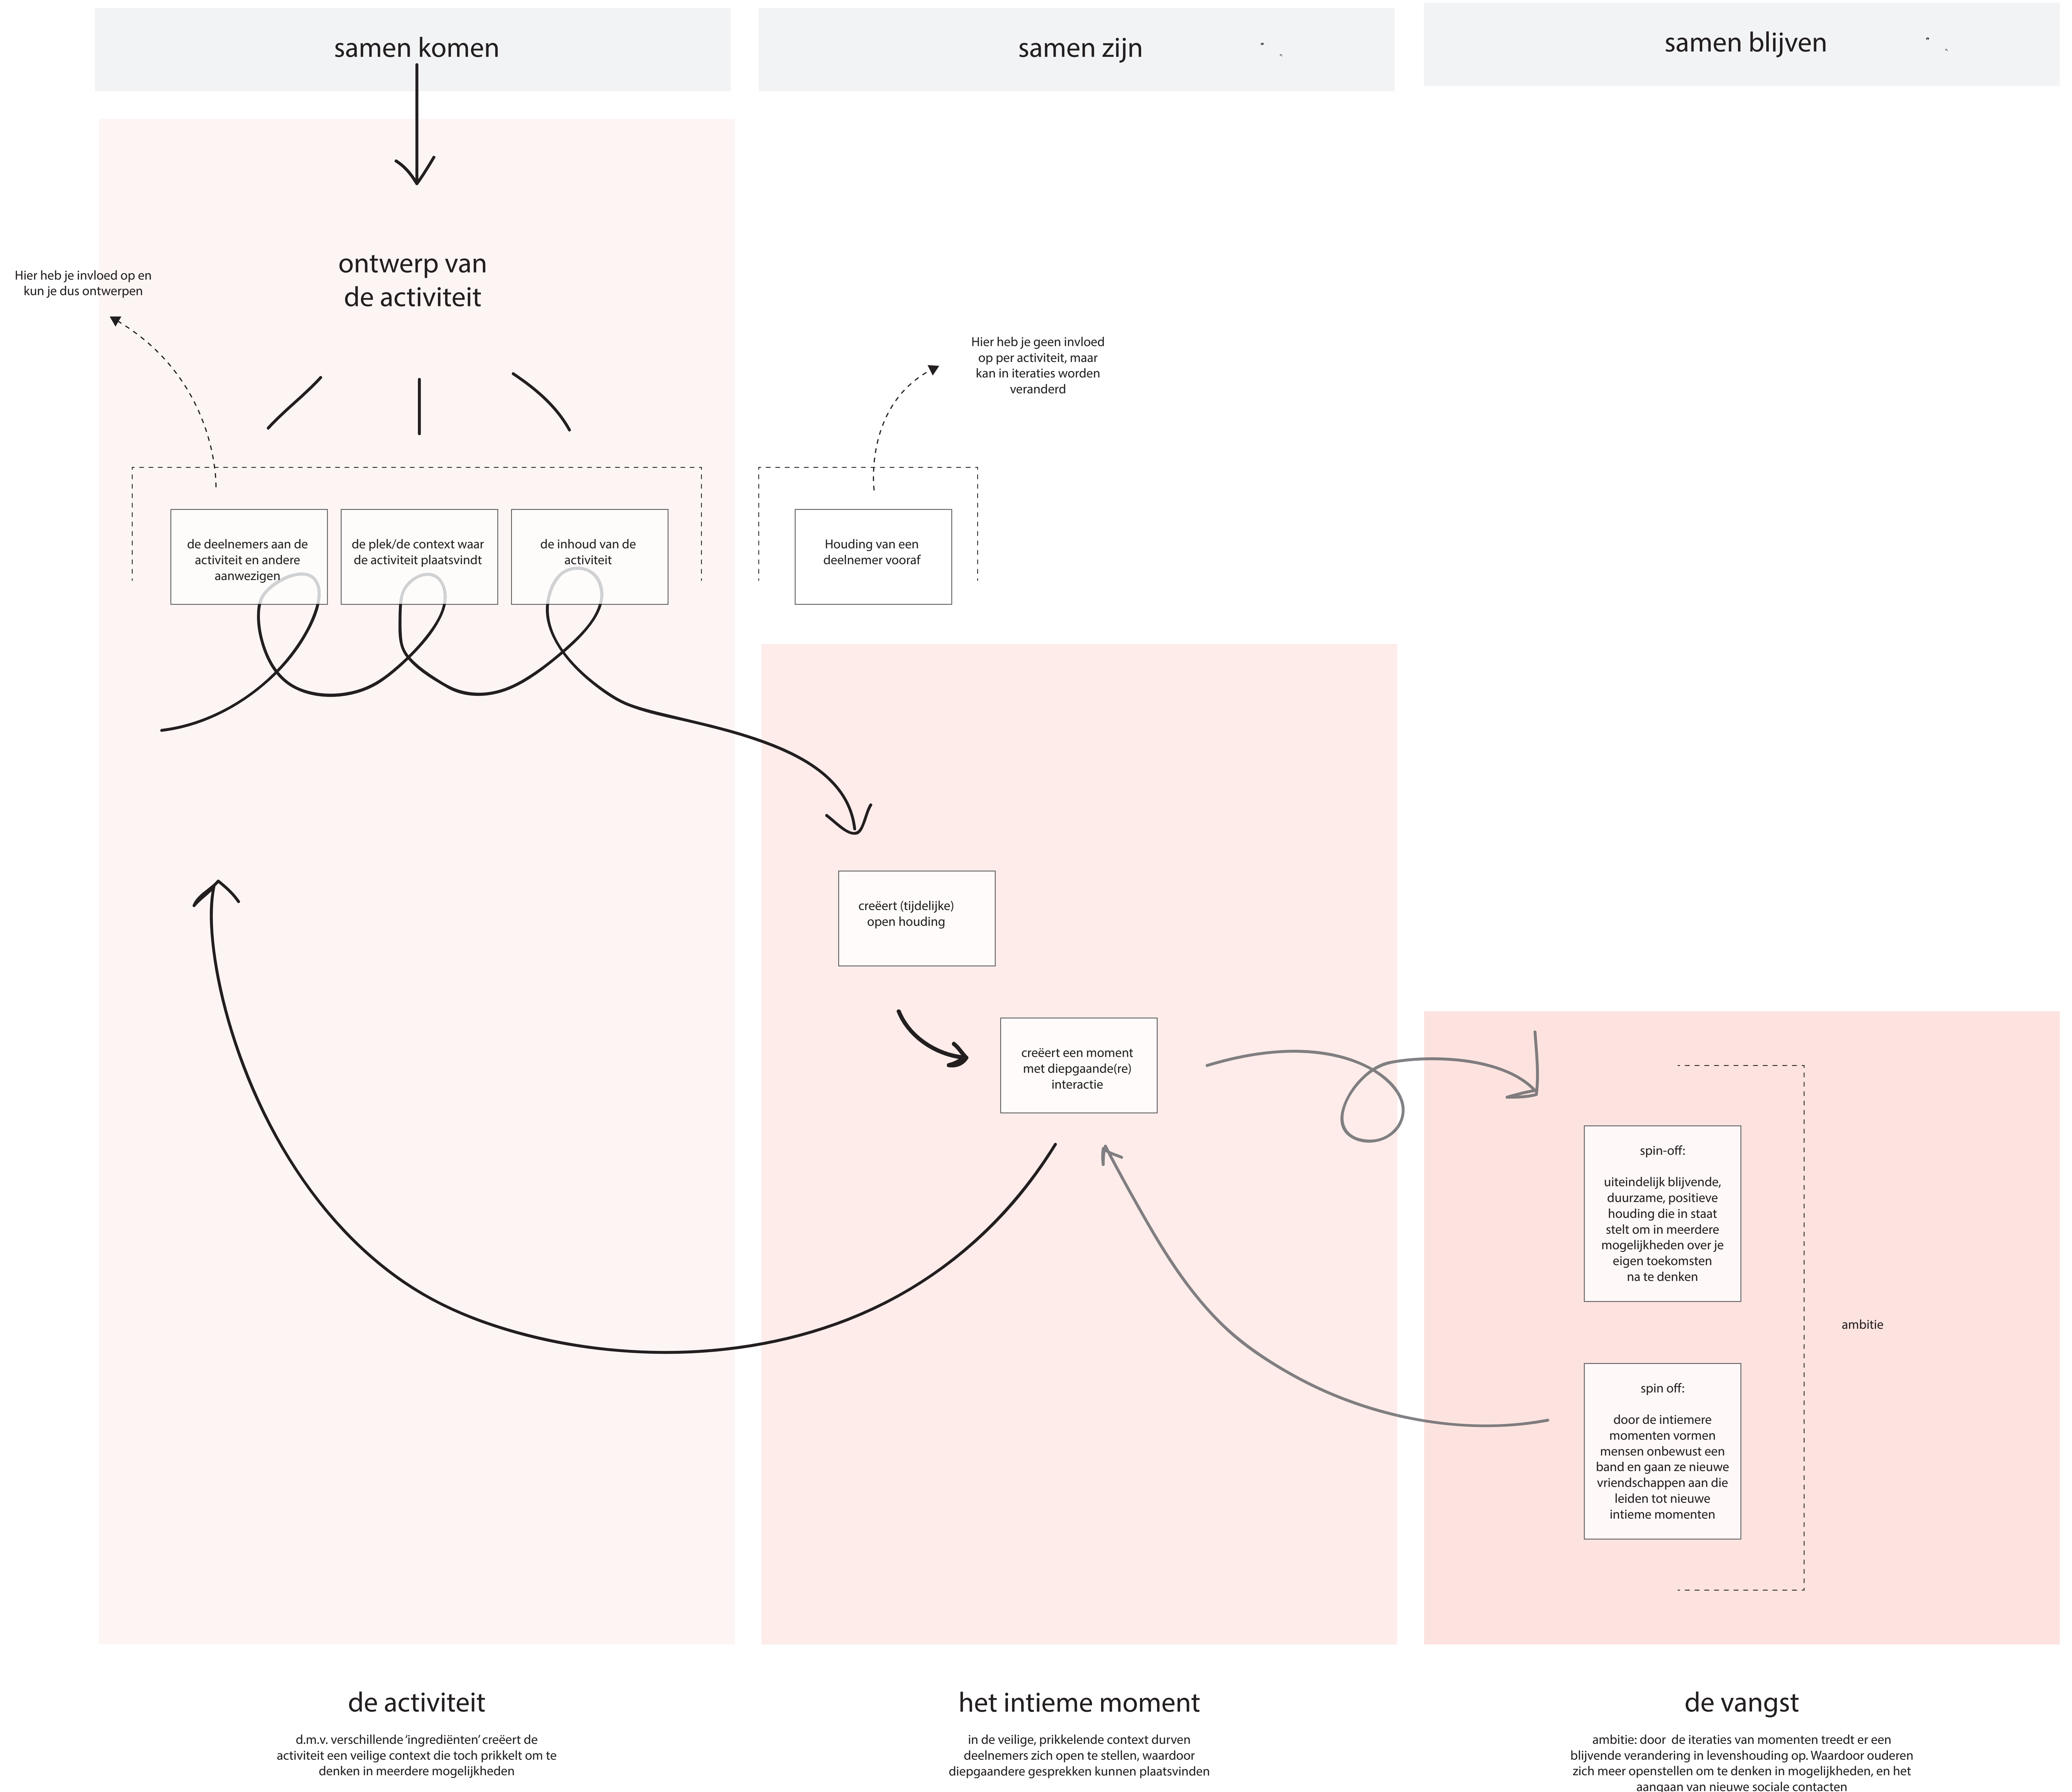 samen komen
samen zijn
samen blijven
ontwerp van
de activiteit
Hier heb je invloed op en
kun je dus ontwerpen
Hier heb je geen invloed
op per activiteit, maar
kan in iteraties worden
veranderd
de deelnemers aan de
activiteit en andere
aanwezigen
de plek/de context waar
de activiteit plaatsvindt
de inhoud van de
activiteit
Houding van een
deelnemer vooraf
creëert (tijdelijke)
open houding
creëert een moment
met diepgaande(re)
interactie
spin-off:
uiteindelijk blijvende,
duurzame, positieve
houding die in staat
stelt om in meerdere
mogelijkheden over je
eigen toekomsten
na te denken
ambitie
spin off:
door de intiemere
momenten vormen
mensen onbewust een
band en gaan ze nieuwe
vriendschappen aan die
leiden tot nieuwe
intieme momenten
de activiteit
d.m.v. verschillende 'ingrediënten' creëert de
activiteit een veilige context die toch prikkelt om te
denken in meerdere mogelijkheden
het intieme moment
in de veilige, prikkelende context durven
deelnemers zich open te stellen, waardoor
diepgaandere gesprekken kunnen plaatsvinden
de vangst
ambitie: door de iteraties van momenten treedt er een
blijvende verandering in levenshouding op. Waardoor ouderen
zich meer openstellen om te denken in mogelijkheden, en het
aangaan van nieuwe sociale contacten